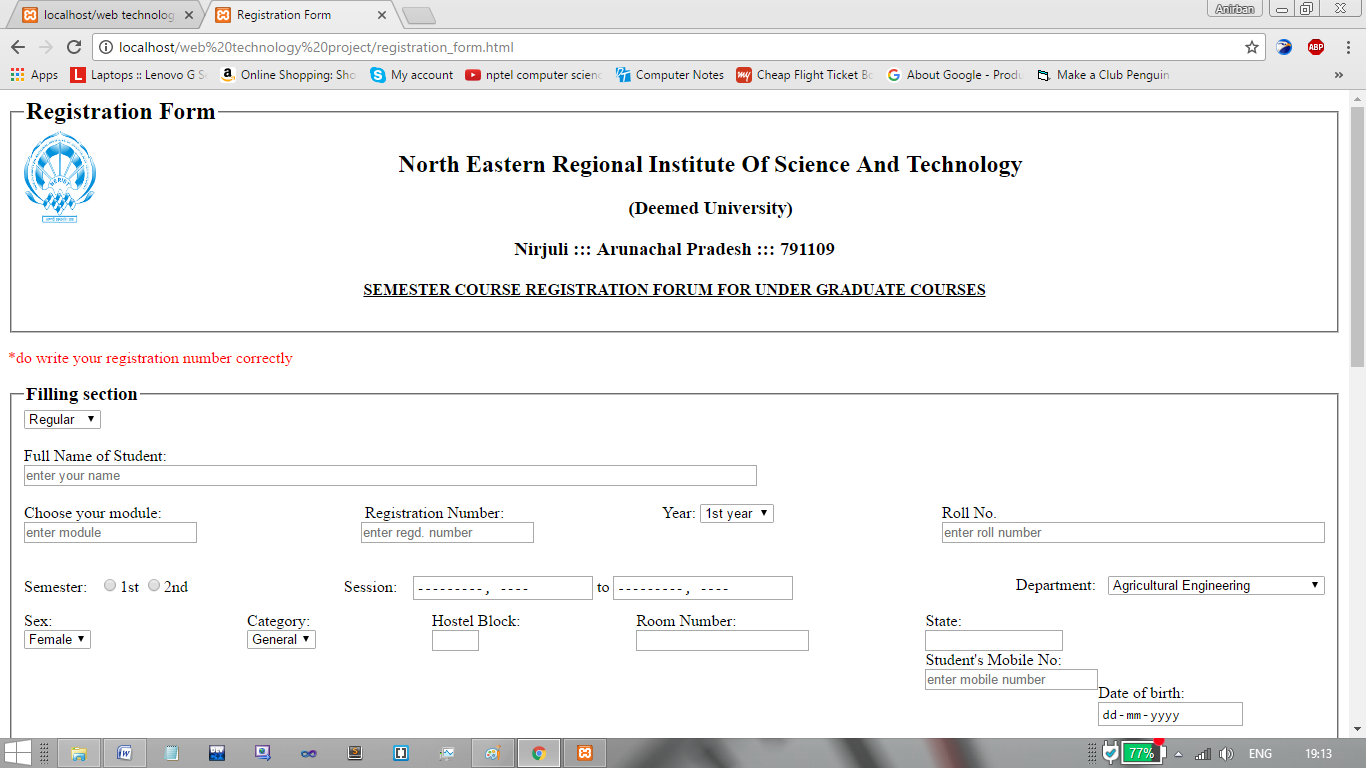 localhost/web technolog
Registration Form
Anirban
localhost/web%20technology%20project/registration_form.html
ABP
Apps
L Laptops :: Lenovo G S
a Online Shopping: Sho
S My account
nptel computer scienc
Computer Notes
my Cheap Flight Ticket Bo
G About Google - Produ
Make a Club Penguin
»
Registration Form
North Eastern Regional Institute Of Science And Technology
(Deemed University)
Nirjuli ::: Arunachal Pradesh ::: 791109
SEMESTER COURSE REGISTRATION FORUM FOR UNDER GRADUATE COURSES
*do write your registration number correctly
Filling section
Regular
Full Name of Student:
enter your name
Choose your module: Registration Number: Year: 1st year Roll No.
enter module enter regd. number enter roll number
Semester: 1st 2nd Session: ---------, ---- to ---------, ---- Department: Agricultural Engineering
Sex: Category: Hostel Block: Room Number: State:
Female General
Student's Mobile No:
enter mobile number
Date of birth:
dd-mm-yyyy
77% ENG 19:13